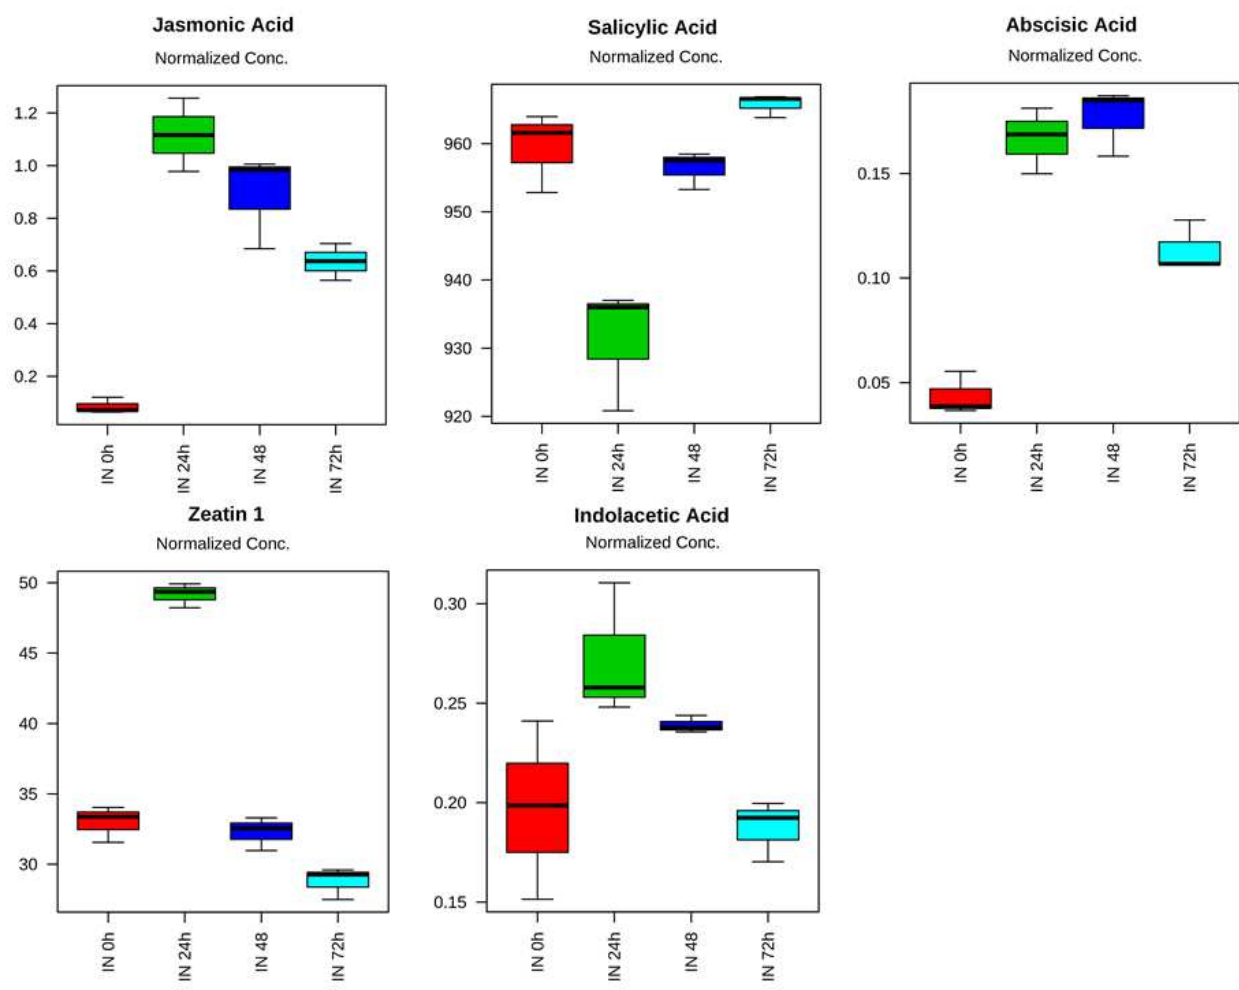 Jasmonic Acid
Normalized Conc.
1.2
1.0
0.8
0.6
0.4
0.2
IN 0h
IN 24h
IN 48
IN 72h
Salicylic Acid
Normalized Conc.
960
950
940
930
920
IN 0h
IN 24h
IN 48
IN 72h
Abscisic Acid
Normalized Conc.
0.15
0.10
0.05
IN 0h
IN 24h
IN 48
IN 72h
Zeatin 1
Normalized Conc.
50
45
40
35
30
IN 0h
IN 24h
IN 48
IN 72h
Indolacetic Acid
Normalized Conc.
0.30
0.25
0.20
0.15
IN 0h
IN 24h
IN 48
IN 72h